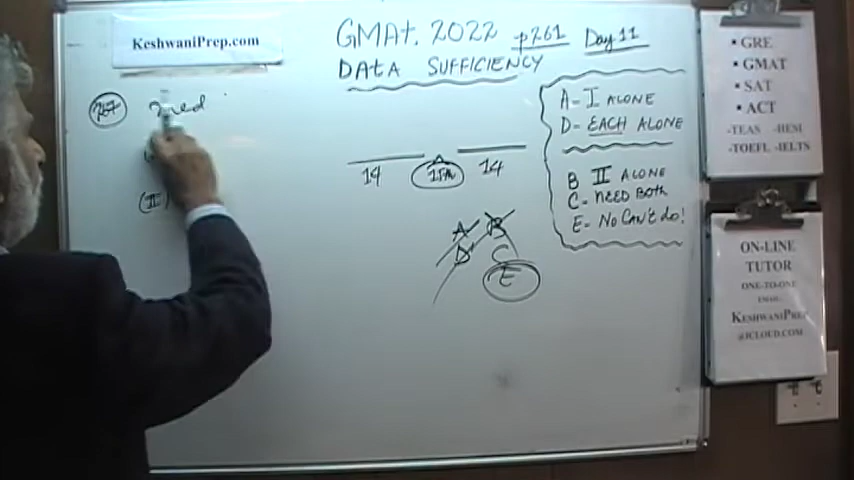 KeshwaniPrep.com
GMAt. 2022 p261 Day 11
DAtA SUFFICIENCY
(II)
14 14
A
D B
C
E
A- I ALONE
D= EACH ALONE
B II ALONE
C= NEED BOTH
E= No CAN'T do!
▪ GRE
▪ GMAT
▪ SAT
▪ ACT
-TEAS -HESI
-TOEFL -IELTS
ON-LINE
TUTOR
ONE-TO-ONE
KESHWANIPREP
@ICLOUD.COM